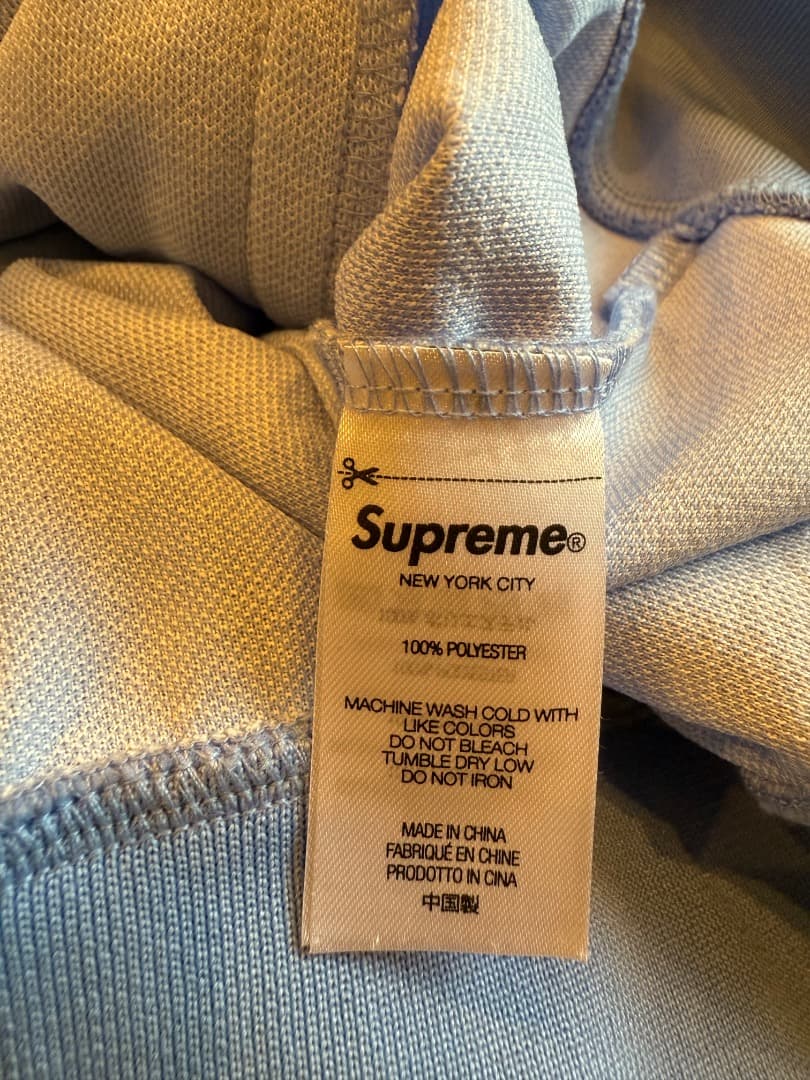 Supreme®
NEW YORK CITY
100% POLYESTER
MACHINE WASH COLD WITH
LIKE COLORS
DO NOT BLEACH
TUMBLE DRY LOW
DO NOT IRON
MADE IN CHINA
FABRIQUÉ EN CHINE
PRODOTTO IN CINA
中国製